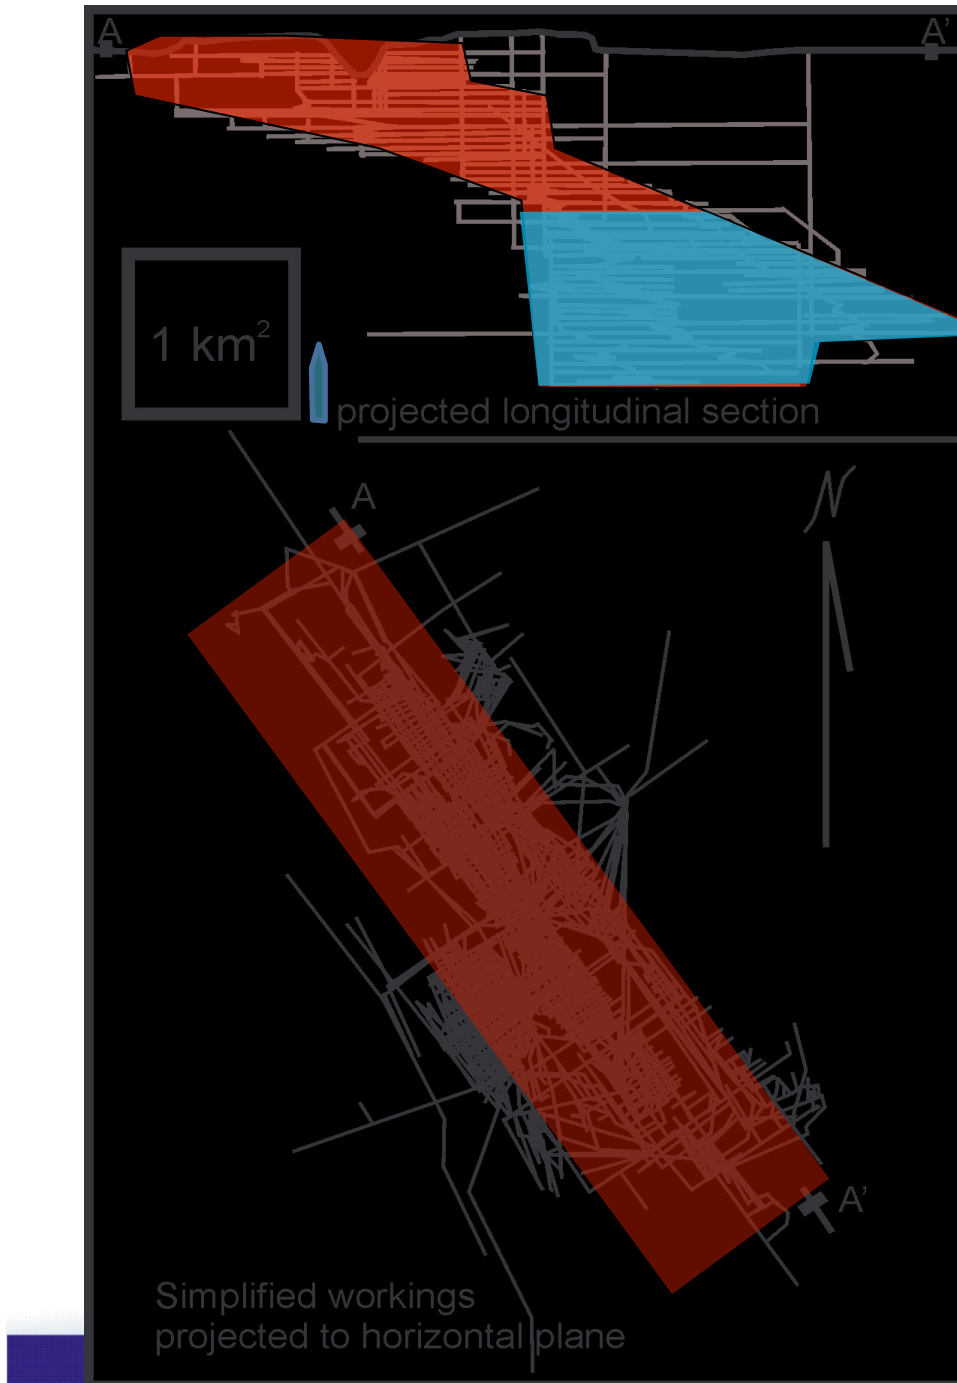 A A’
1 km²
projected longitudinal section
A
N
A’
Simplified workings
projected to horizontal plane